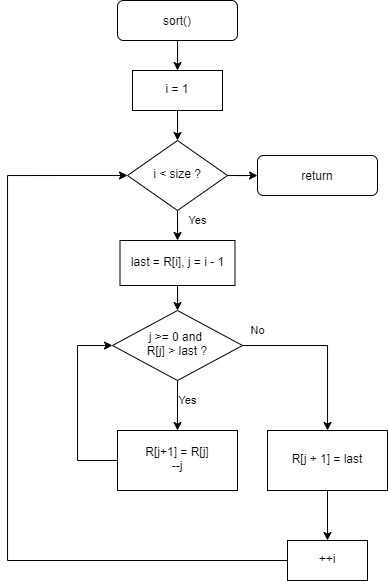 sort()
i = 1
i < size ?
return
Yes
last = R[i], j = i - 1
j >= 0 and
R[j] > last ?
No
Yes
R[j+1] = R[j]
--j
R[j + 1] = last
++i